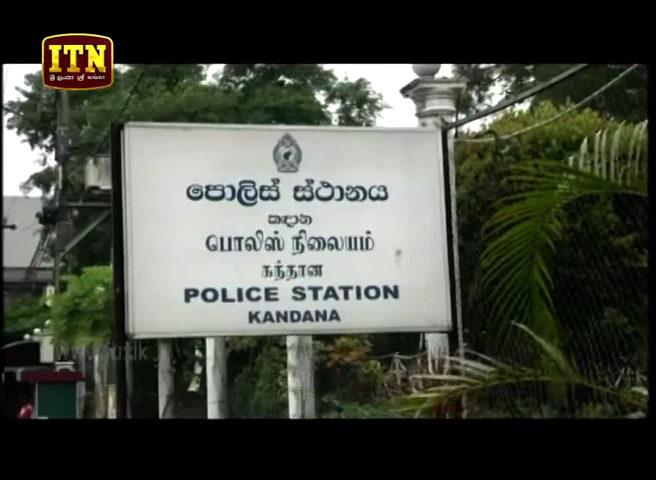 ITN
ශ්‍රී ලංකා ශ්‍රී ලංකා
පොලිස් ස්ථානය
කඳාන
பொலிஸ் நிலையம்
கந்தான
POLICE STATION
KANDANA